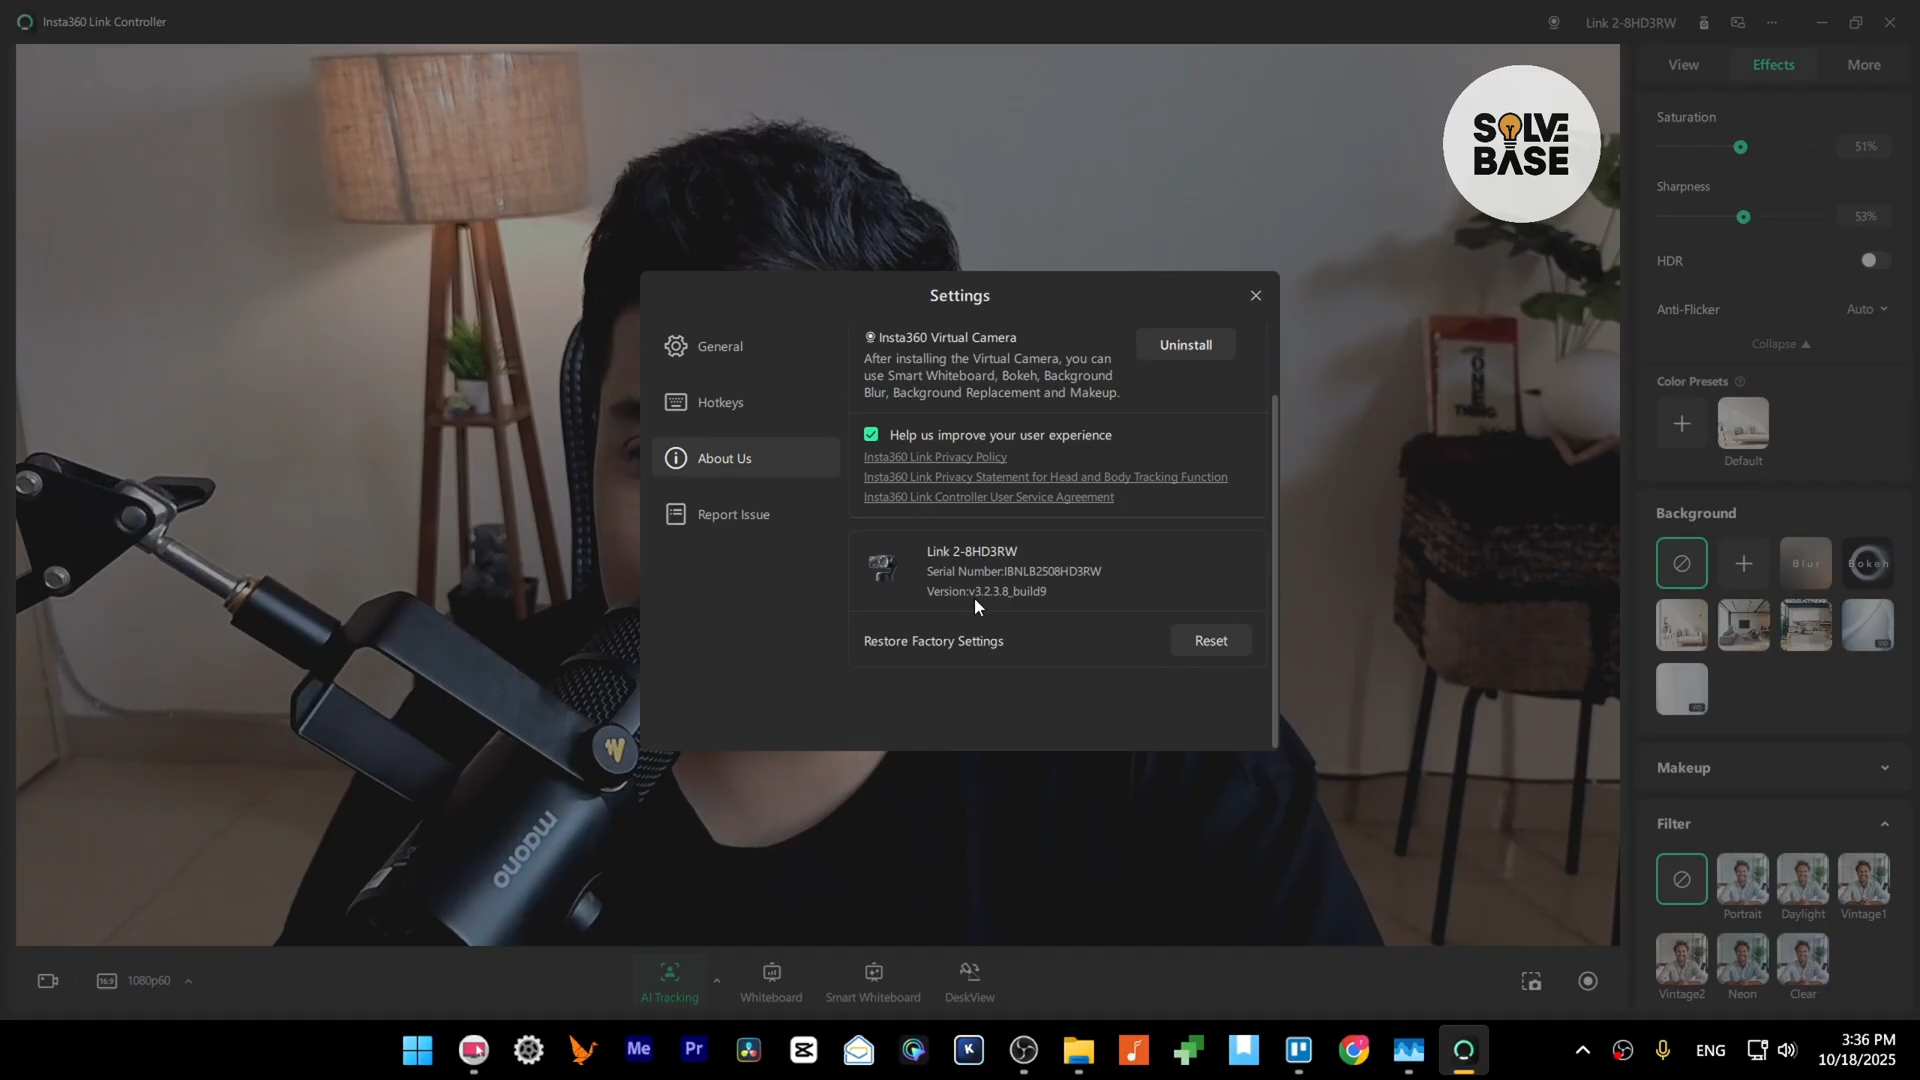 Insta360 Link Controller
Link 2-8HD3RW
View
Effects
More
SOLVE
BASE
Saturation
51%
Sharpness
53%
HDR
Anti-Flicker
Auto
Collapse
Color Presets
Default
Background
Blur
Bokeh
Makeup
Filter
Portrait
Daylight
Vintage1
Vintage2
Neon
Clear
Settings
General
Hotkeys
About Us
Report Issue
Insta360 Virtual Camera
Uninstall
After installing the Virtual Camera, you can
use Smart Whiteboard, Bokeh, Background
Blur, Background Replacement and Makeup.
Help us improve your user experience
Insta360 Link Privacy Policy
Insta360 Link Privacy Statement for Head and Body Tracking Function
Insta360 Link Controller User Service Agreement
Link 2-8HD3RW
Serial Number:IBNLB2508HD3RW
Version:v3.2.3.8_build9
Restore Factory Settings
Reset
maono
16:9
1080p60
AI Tracking
Whiteboard
Smart Whiteboard
DeskView
Me
Pr
K
ENG
3:36 PM
10/18/2025